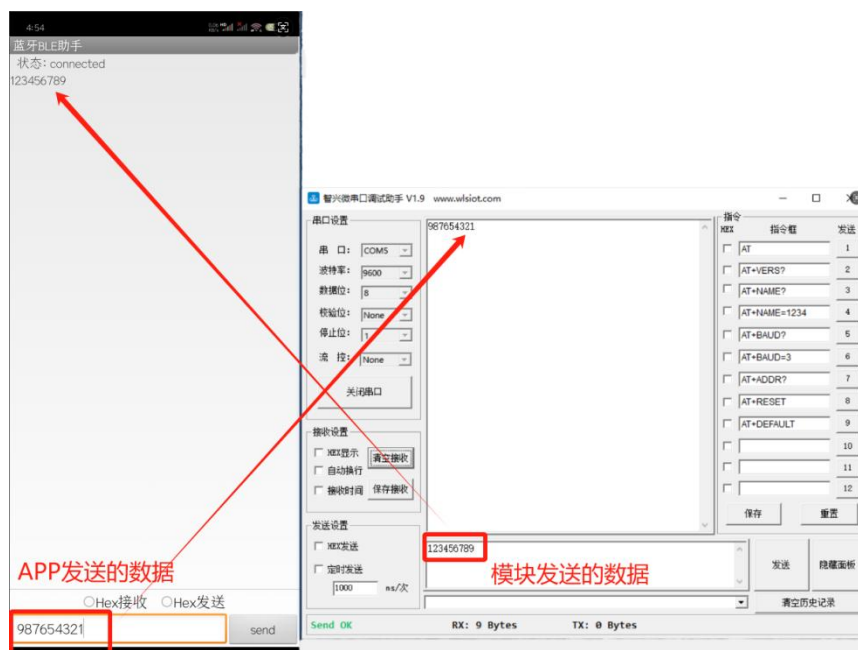 4:54
蓝牙BLE助手
状态: connected
123456789
APP发送的数据
Hex接收 Hex发送
987654321
send
智兴微串口调试助手 V1.9 www.wlsiot.com
串口设置
串 口: COM5
波特率: 9600
数据位: 8
校验位: None
停止位: 1
流 控: None
关闭串口
接收设置
HEX显示
清空接收
自动换行
接收时间
保存接收
发送设置
HEX发送
定时发送
1000 ms/次
987654321
123456789
模块发送的数据
指令
HEX 指令框 发送
AT 1
AT+VERS? 2
AT+NAME? 3
AT+NAME=1234 4
AT+BAUD? 5
AT+BAUD=3 6
AT+ADDR? 7
AT+RESET 8
AT+DEFAULT 9
10
11
12
保存 重置
发送 隐藏面板
清空历史记录
Send OK RX: 9 Bytes TX: 0 Bytes